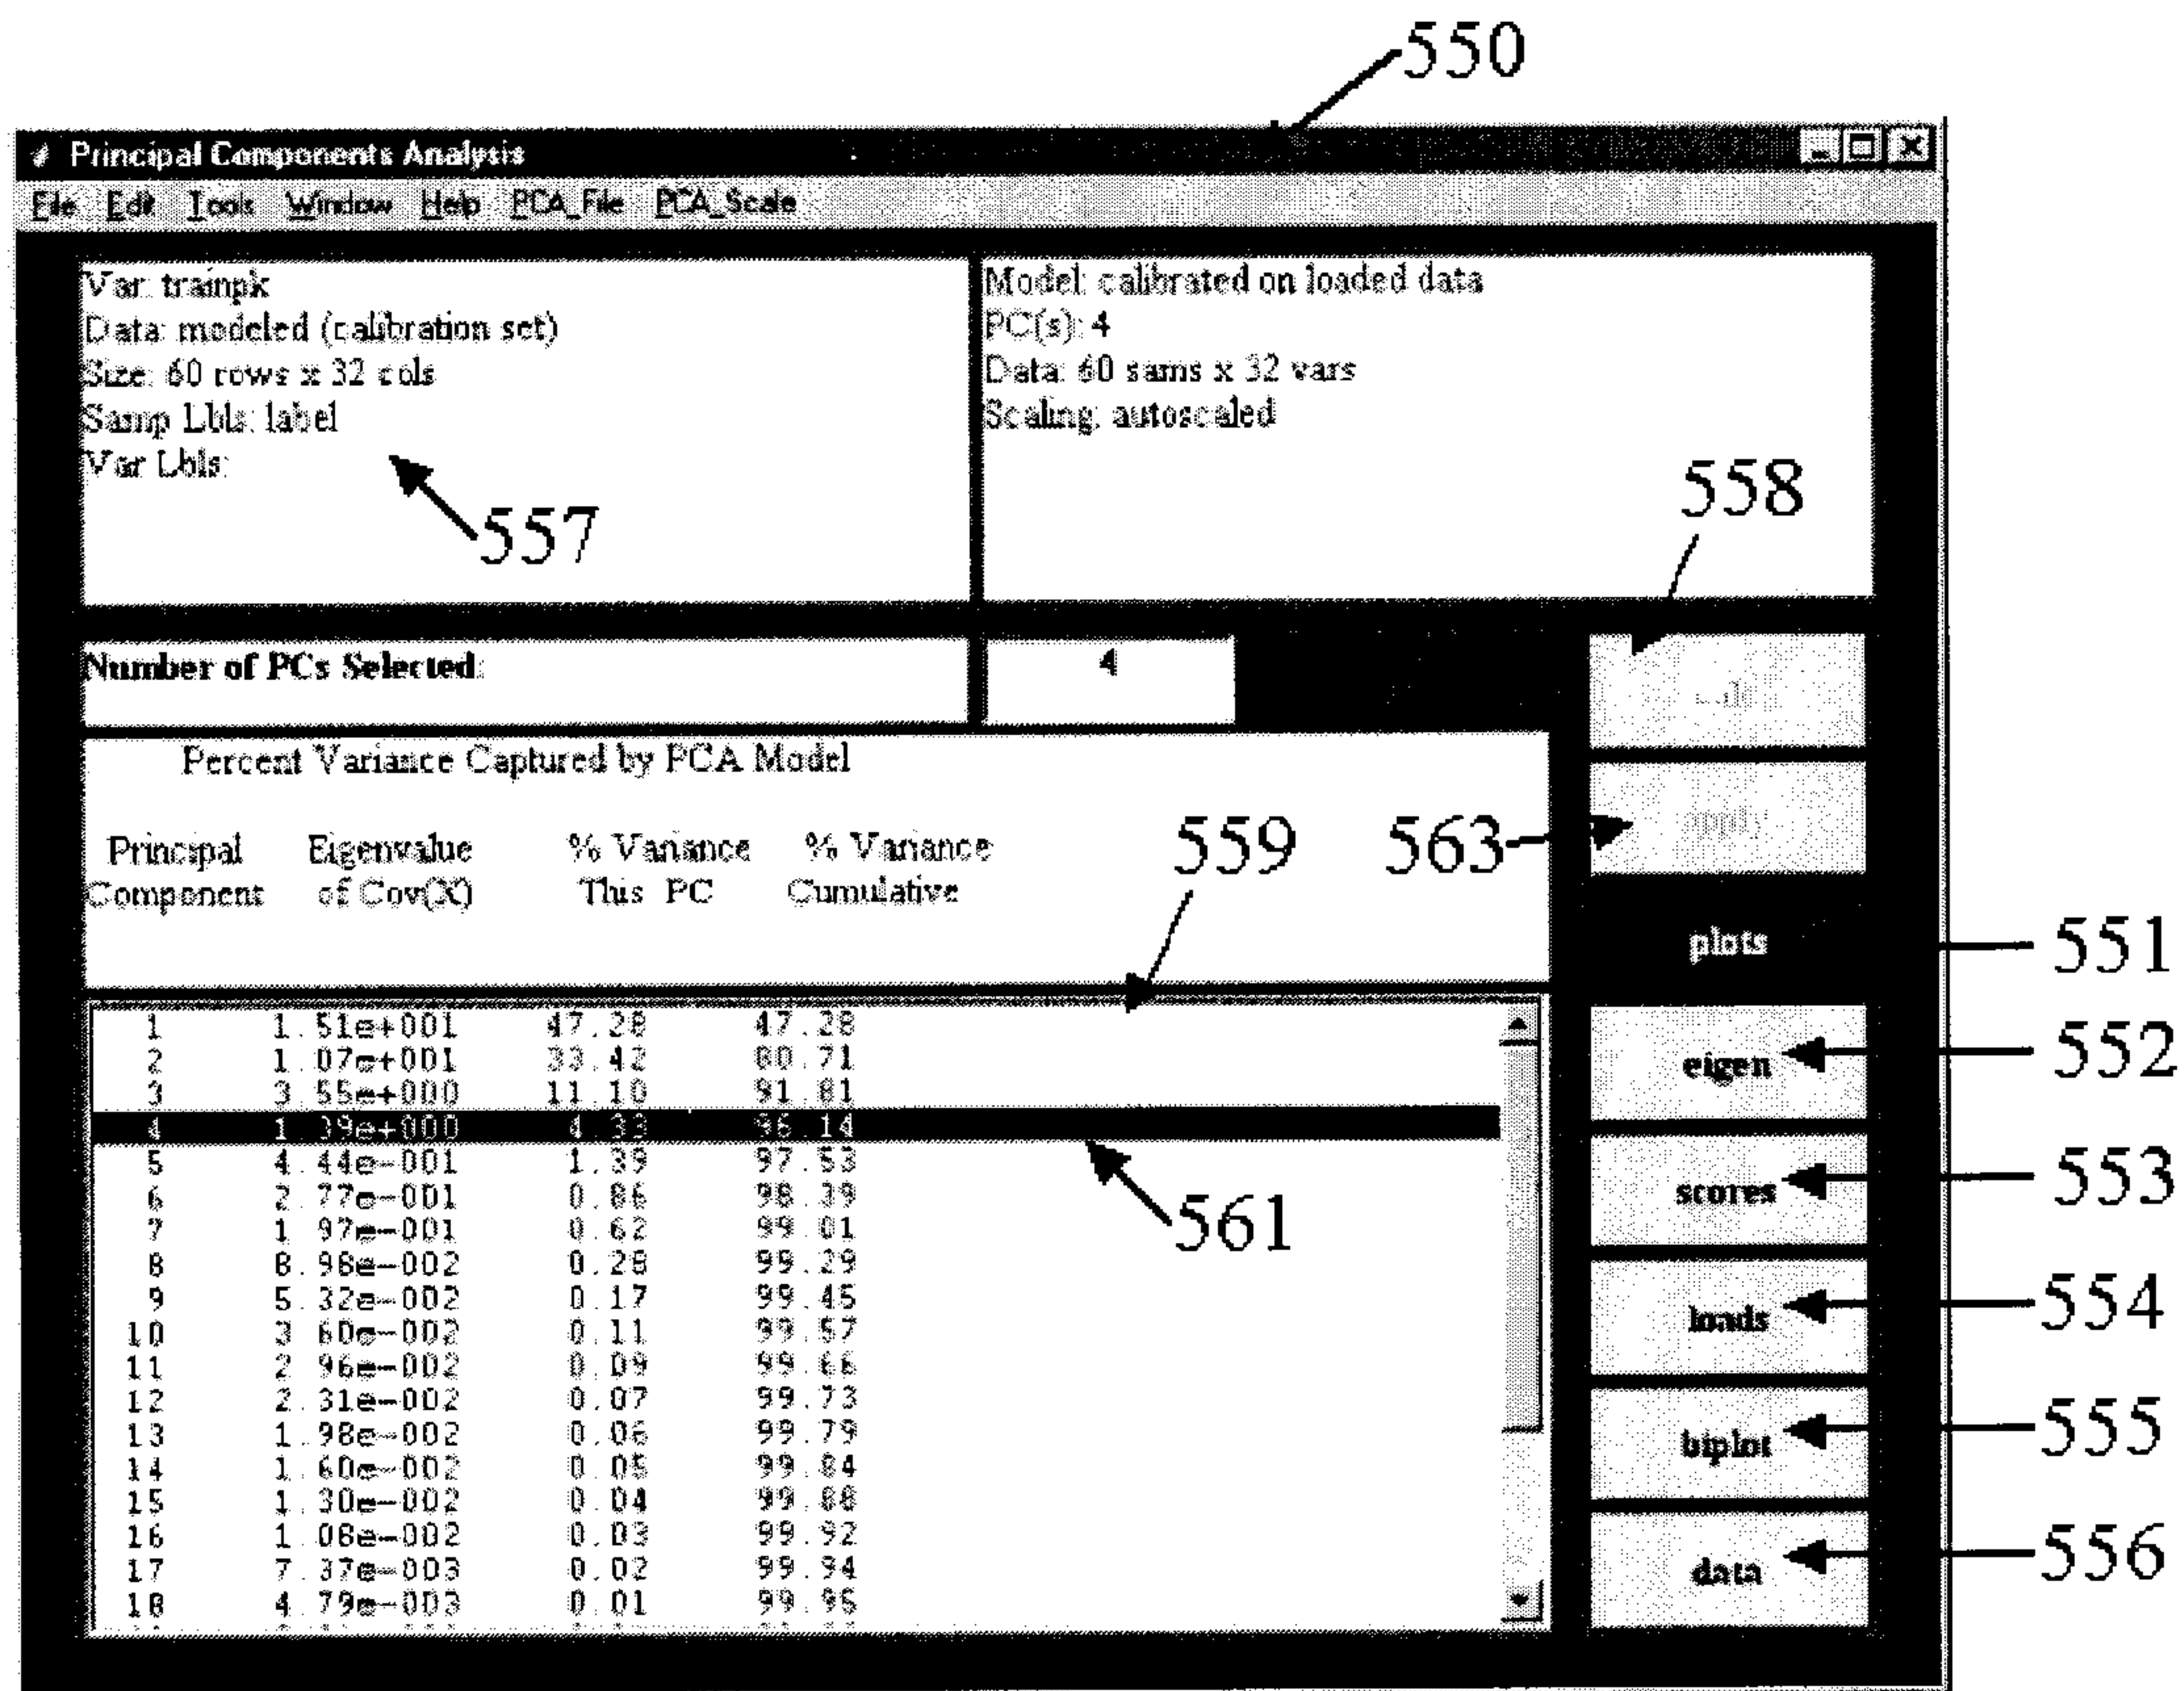 550
Principal Components Analysis
File Edit Tools Window Help PCA_File PCA_Scale
Var: trainpk
Data: modeled (calibration set)
Size: 60 rows x 32 cols
Samp Lbls: label
Var Lbls:
557
Model: calibrated on loaded data
PC(s): 4
Data: 60 sams x 32 vars
Scaling: autoscaled
558
Number of PCs Selected:
4
Percent Variance Captured by PCA Model
Principal Eigenvalue % Variance % Variance
Component of Cov(X) This PC Cumulative
559
563
apply
plots
551
1 1.51e+001 47.28 47.28
2 1.07e+001 33.42 80.71
3 3.55e+000 11.10 91.81
4 1.39e+000 4.33 96.14
5 4.44e-001 1.39 97.53
6 2.77e-001 0.86 98.39
7 1.97e-001 0.62 99.01
8 8.98e-002 0.28 99.29
9 5.32e-002 0.17 99.45
10 3.60e-002 0.11 99.57
11 2.96e-002 0.09 99.66
12 2.31e-002 0.07 99.73
13 1.98e-002 0.06 99.79
14 1.60e-002 0.05 99.84
15 1.30e-002 0.04 99.88
16 1.08e-002 0.03 99.92
17 7.37e-003 0.02 99.94
18 4.79e-003 0.01 99.95
561
eigen
552
scores
553
loads
554
biplot
555
data
556